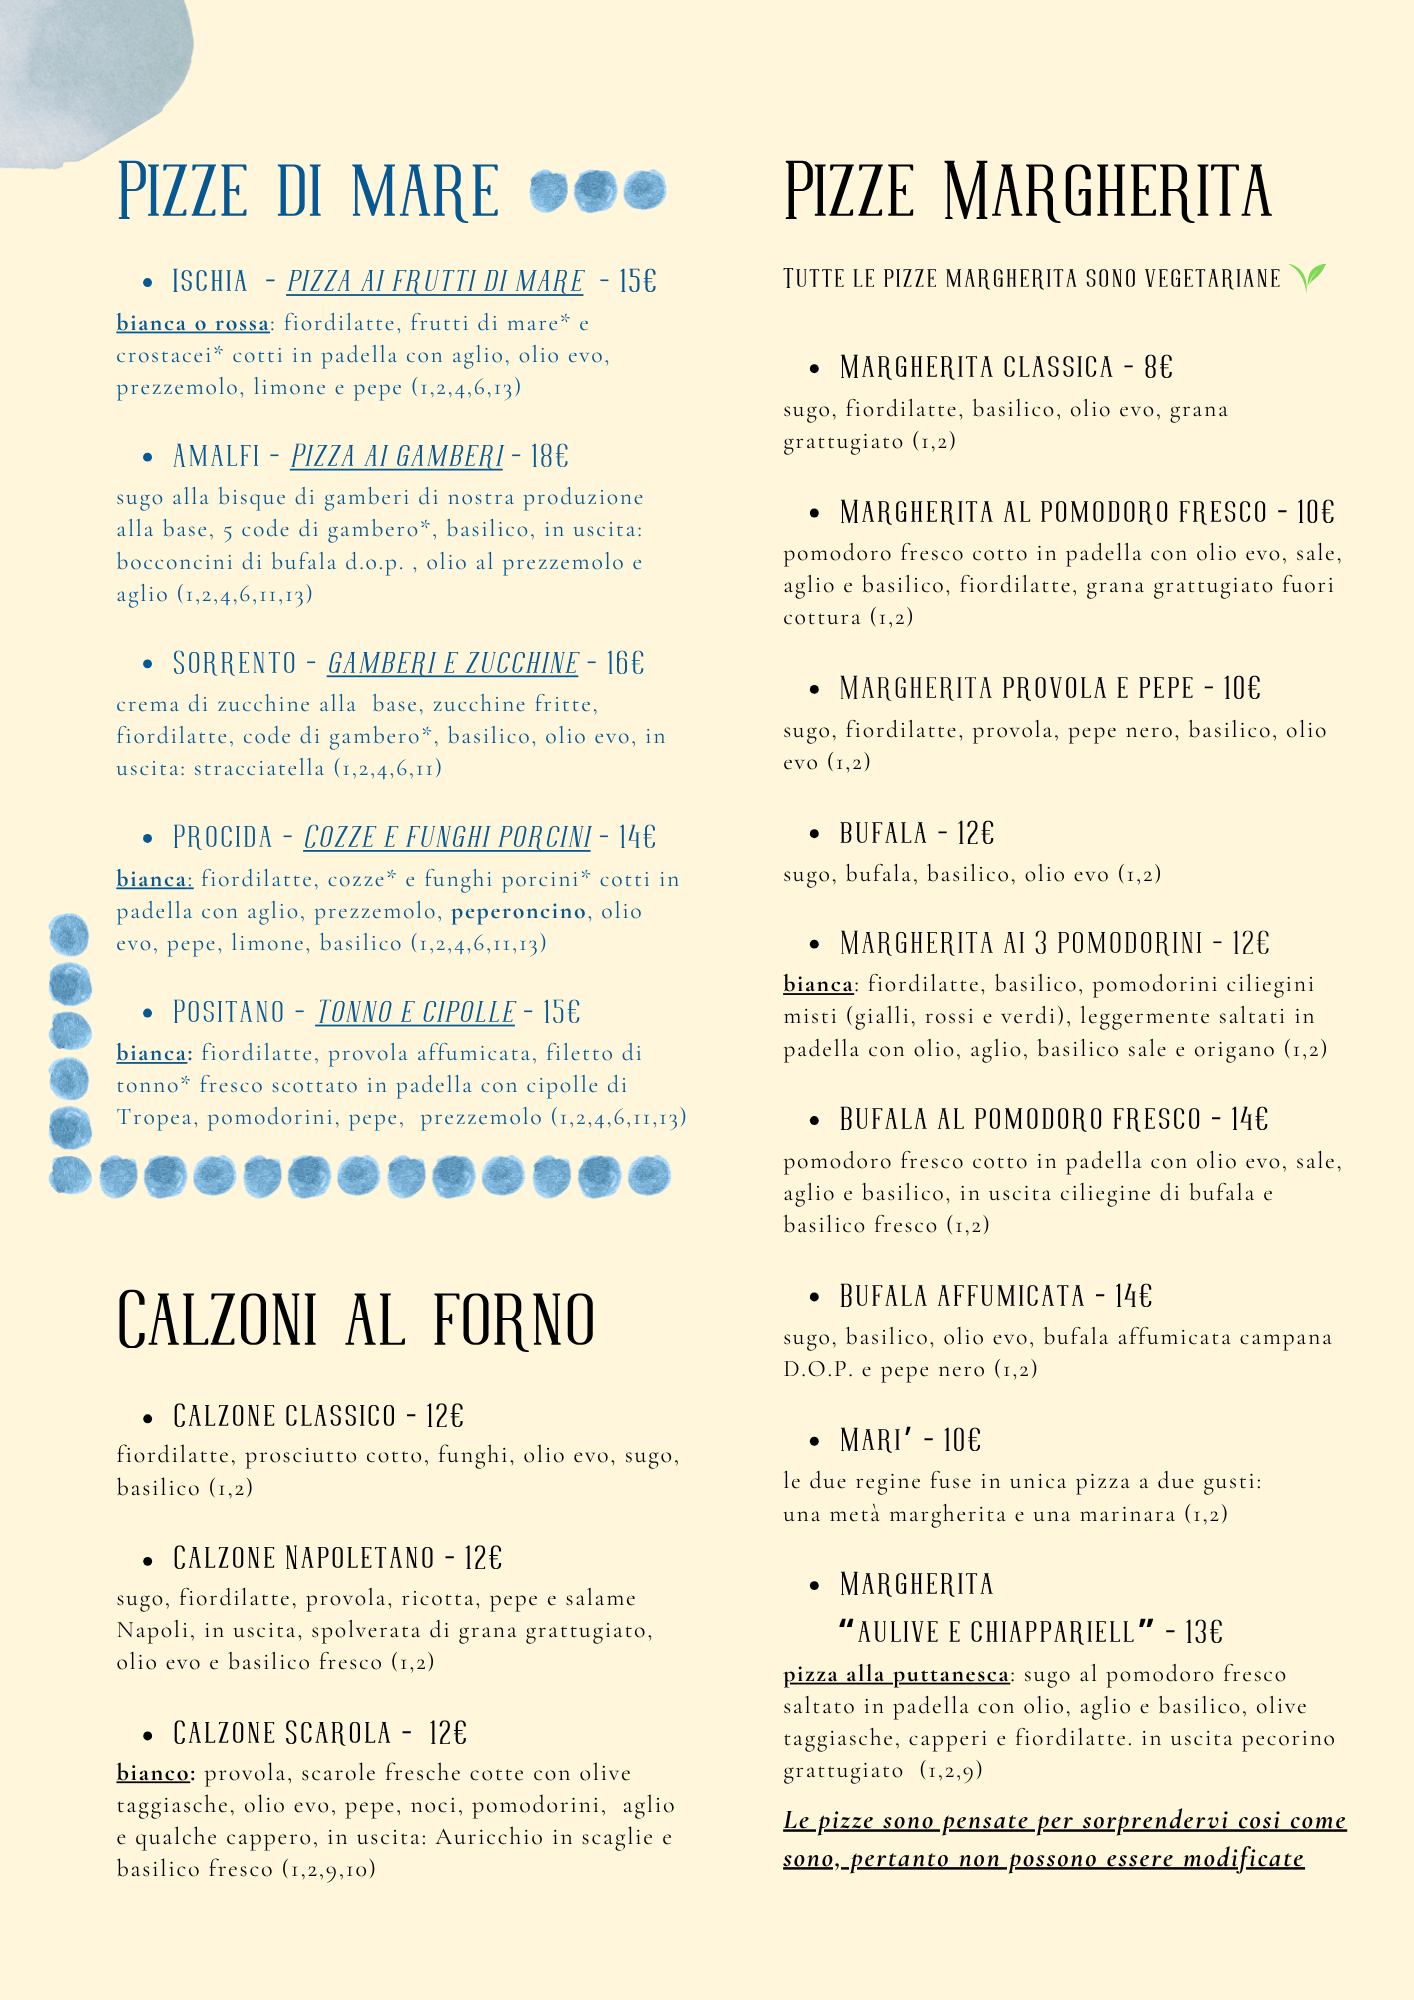 Pizze di mare
Ischia - pizza ai frutti di mare - 15€
bianca o rossa: fiordilatte, frutti di mare* e
crostacei* cotti in padella con aglio, olio evo,
prezzemolo, limone e pepe (1,2,4,6,13)
Amalfi - Pizza ai gamberi - 18€
sugo alla bisque di gamberi di nostra produzione
alla base, 5 code di gambero*, basilico, in uscita:
bocconcini di bufala d.o.p. , olio al prezzemolo e
aglio (1,2,4,6,11,13)
Sorrento - gamberi e zucchine - 16€
crema di zucchine alla  base, zucchine fritte,
fiordilatte, code di gambero*, basilico, olio evo, in
uscita: stracciatella (1,2,4,6,11)
Procida - Cozze e funghi porcini - 14€
bianca: fiordilatte, cozze* e funghi porcini* cotti in
padella con aglio, prezzemolo, peperoncino, olio
evo, pepe, limone, basilico (1,2,4,6,11,13)
Positano - Tonno e cipolle - 15€
bianca: fiordilatte, provola affumicata, filetto di
tonno* fresco scottato in padella con cipolle di
Tropea, pomodorini, pepe,  prezzemolo (1,2,4,6,11,13)
Calzoni al forno
Calzone classico - 12€
fiordilatte, prosciutto cotto, funghi, olio evo, sugo,
basilico (1,2)
Calzone Napoletano - 12€
sugo, fiordilatte, provola, ricotta, pepe e salame
Napoli, in uscita, spolverata di grana grattugiato,
olio evo e basilico fresco (1,2)
Calzone Scarola -  12€
bianco: provola, scarole fresche cotte con olive
taggiasche, olio evo, pepe, noci, pomodorini,  aglio
e qualche cappero, in uscita: Auricchio in scaglie e
basilico fresco (1,2,9,10)
Pizze Margherita
Tutte le pizze margherita sono vegetariane
Margherita classica - 8€
sugo, fiordilatte, basilico, olio evo, grana
grattugiato (1,2)
Margherita al pomodoro fresco - 10€
pomodoro fresco cotto in padella con olio evo, sale,
aglio e basilico, fiordilatte, grana grattugiato fuori
cottura (1,2)
Margherita provola e pepe - 10€
sugo, fiordilatte, provola, pepe nero, basilico, olio
evo (1,2)
bufala - 12€
sugo, bufala, basilico, olio evo (1,2)
Margherita ai 3 pomodorini - 12€
bianca: fiordilatte, basilico, pomodorini ciliegini
misti (gialli, rossi e verdi), leggermente saltati in
padella con olio, aglio, basilico sale e origano (1,2)
Bufala al pomodoro fresco - 14€
pomodoro fresco cotto in padella con olio evo, sale,
aglio e basilico, in uscita ciliegine di bufala e
basilico fresco (1,2)
Bufala affumicata - 14€
sugo, basilico, olio evo, bufala affumicata campana
D.O.P. e pepe nero (1,2)
Mari' - 10€
le due regine fuse in unica pizza a due gusti:
una metà margherita e una marinara (1,2)
Margherita
“aulive e chiappariell” - 13€
pizza alla puttanesca: sugo al pomodoro fresco
saltato in padella con olio, aglio e basilico, olive
taggiasche, capperi e fiordilatte. in uscita pecorino
grattugiato  (1,2,9)
Le pizze sono pensate per sorprendervi cosi come
sono, pertanto non possono essere modificate